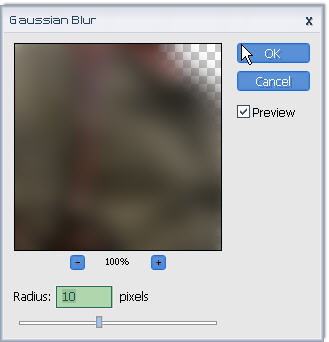 Gaussian Blur x
OK
Cancel
Preview
- 100% +
Radius: 10 pixels